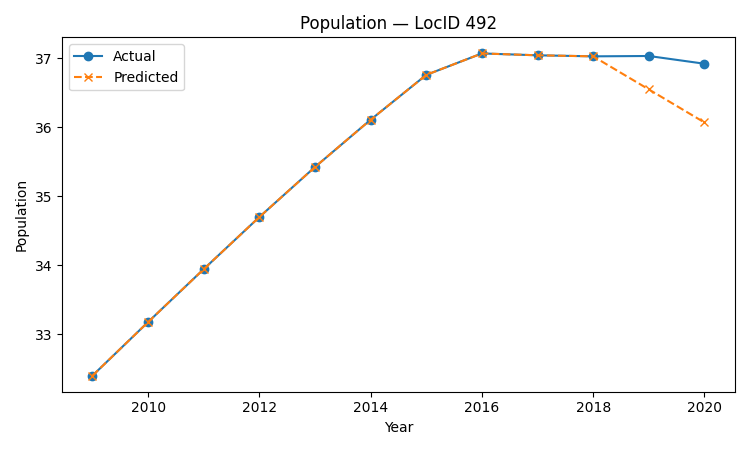 Population — LocID 492
Actual
Predicted
37
36
35
34
33
Population
2010 2012 2014 2016 2018 2020
Year